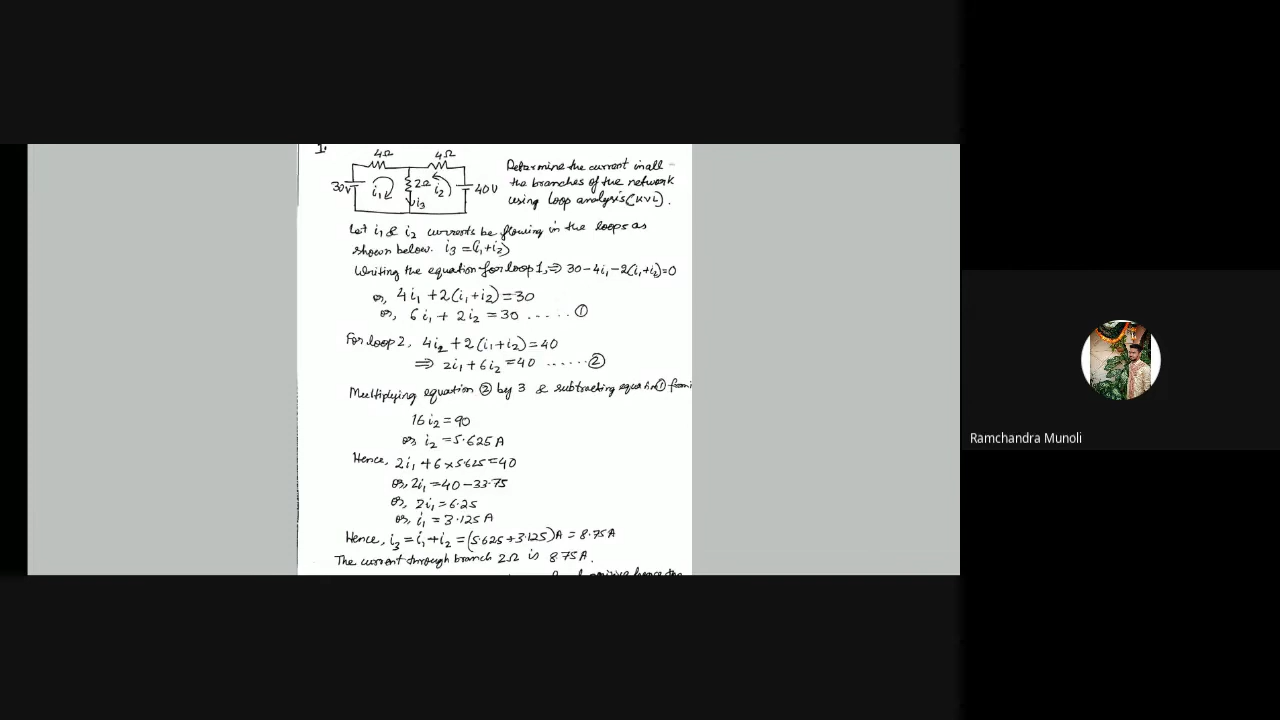 1.
4Ω 4Ω
30V i₁ 2Ω i₂ 40V
i₃
Determine the current in all
the branches of the network
using Loop analysis (KVL).
Let i₁ & i₂ currents be flowing in the loops as
shown below. i₃ = (i₁+i₂)
Writing the equation for loop 1, ⇒ 30-4i₁-2(i₁+i₂)=0
or, 4i₁+2(i₁+i₂)=30
or, 6i₁ + 2i₂ = 30 ...... ①
For loop 2, 4i₂+2(i₁+i₂)=40
⇒ 2i₁+6i₂=40 ...... ②
Multiplying equation ② by 3 & subtracting equation ① from
16i₂=90
or i₂=5.625A
Hence, 2i₁+6×5.625=40
or, 2i₁=40-33.75
or, 2i₁=6.25
or, i₁ = 3.125A
Hence, i₃=i₁+i₂=(5.625+3.125)A = 8.75A
The current through branch 2Ω is 8.75A.
Ramchandra Munoli